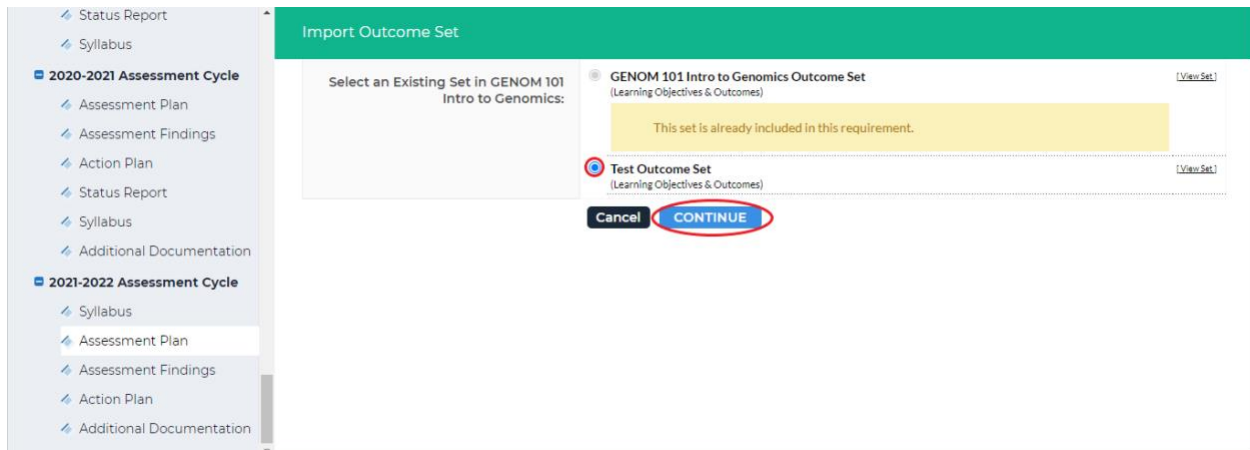 Status Report
Syllabus
2020-2021 Assessment Cycle
Assessment Plan
Assessment Findings
Action Plan
Status Report
Syllabus
Additional Documentation
2021-2022 Assessment Cycle
Syllabus
Assessment Plan
Assessment Findings
Action Plan
Additional Documentation
Import Outcome Set
Select an Existing Set in GENOM 101
Intro to Genomics:
GENOM 101 Intro to Genomics Outcome Set
[ View Set ]
(Learning Objectives & Outcomes)
This set is already included in this requirement.
Test Outcome Set
[ View Set ]
(Learning Objectives & Outcomes)
Cancel CONTINUE